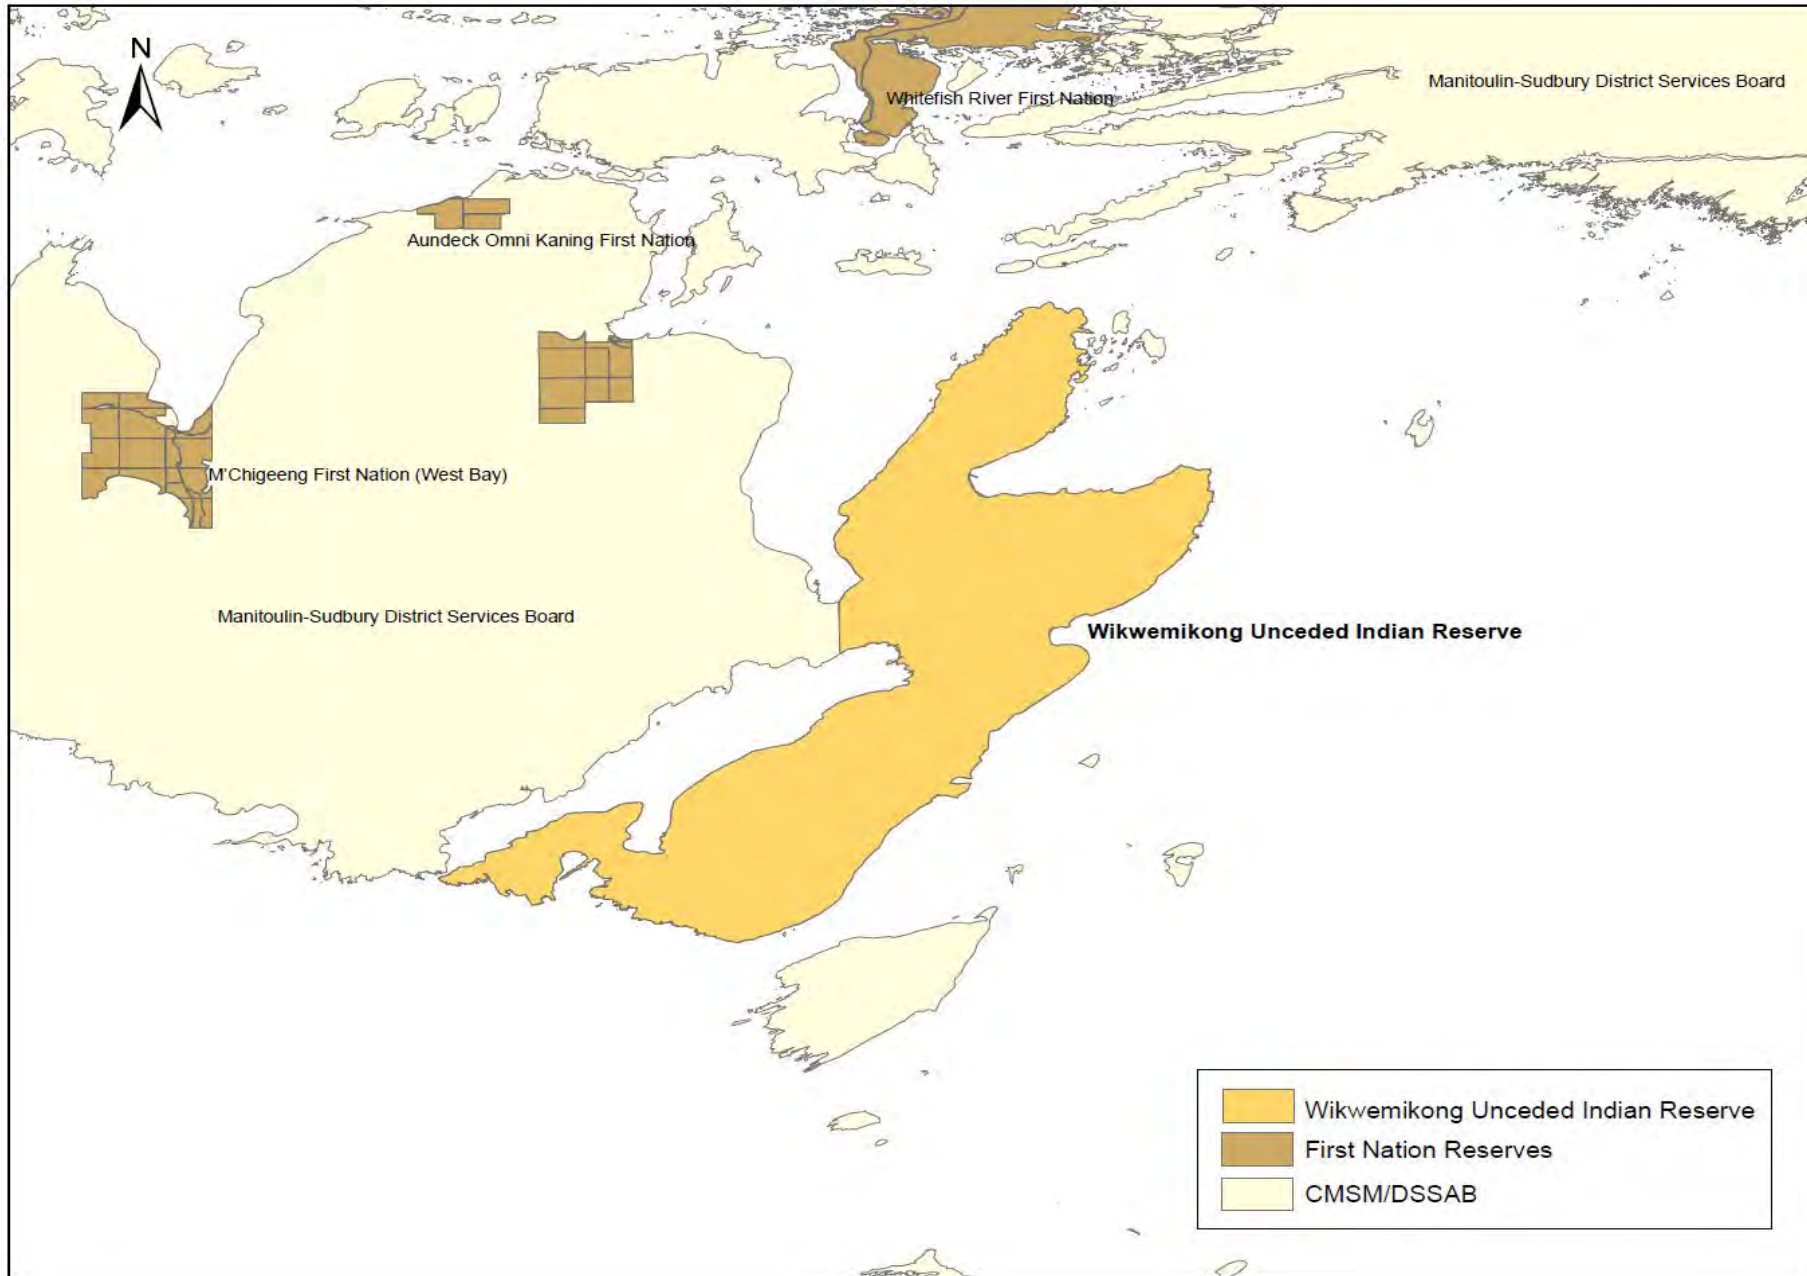 N
Manitoulin-Sudbury District Services Board
Whitefish River First Nation
Aundeck Omni Kaning First Nation
M'Chigeeng First Nation (West Bay)
Manitoulin-Sudbury District Services Board
Wikwemikong Unceded Indian Reserve
Wikwemikong Unceded Indian Reserve
First Nation Reserves
CMSM/DSSAB